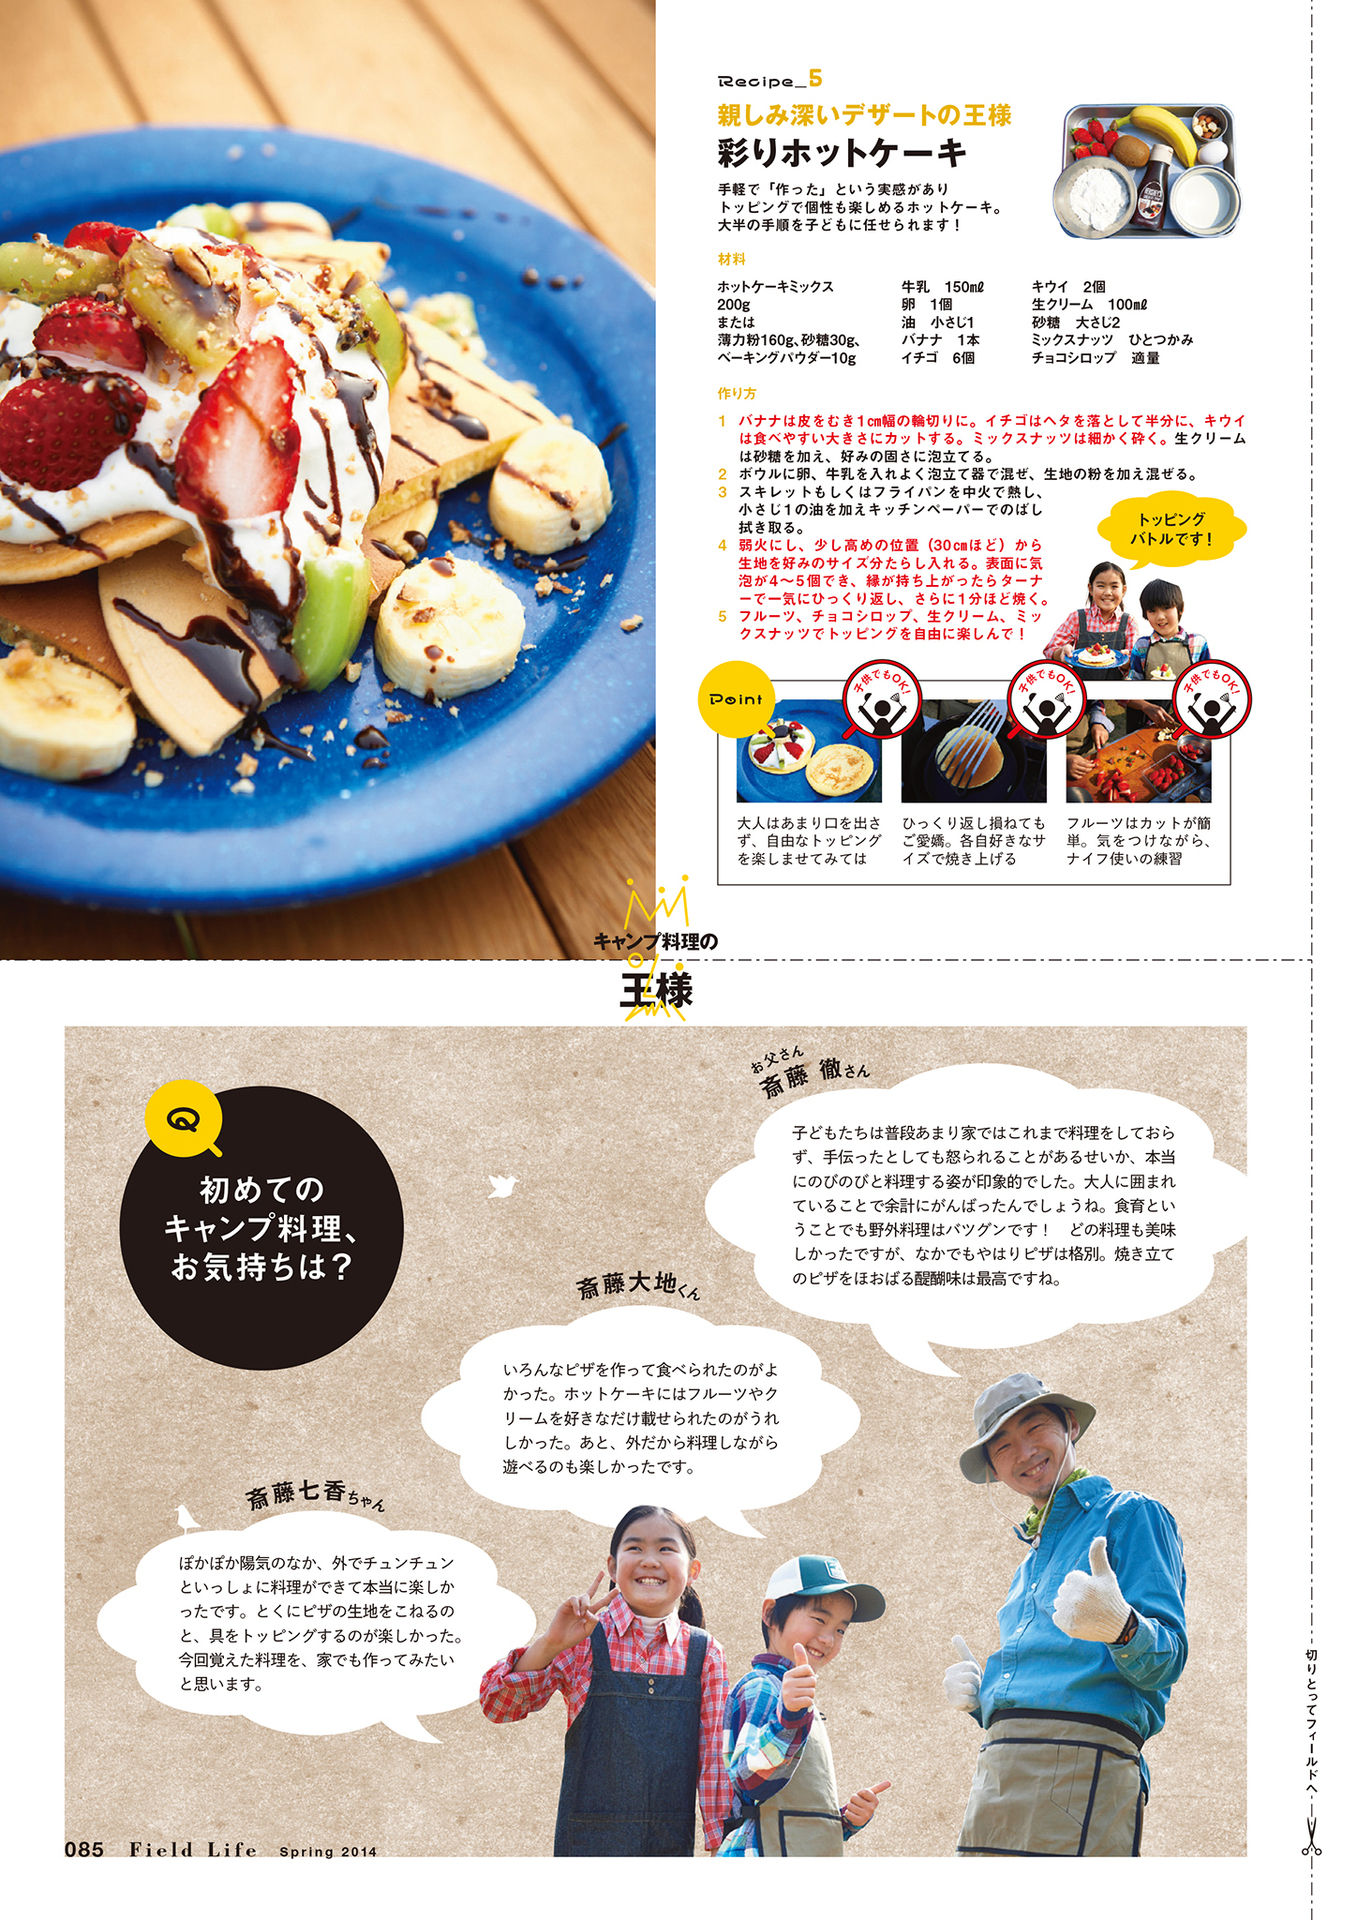 Recipe_5
親しみ深いデザートの王様
彩りホットケーキ
手軽で「作った」という実感があり
トッピングで個性も楽しめるホットケーキ。
大半の手順を子どもに任せられます！
材料
ホットケーキミックス
200g
または
薄力粉160g、砂糖30g、
ベーキングパウダー10g
牛乳　150㎖
卵　1個
油　小さじ1
バナナ　1本
イチゴ　6個
キウイ　2個
生クリーム　100㎖
砂糖　大さじ2
ミックスナッツ　ひとつかみ
チョコシロップ　適量
作り方
1 バナナは皮をむき1㎝幅の輪切りに。イチゴはヘタを落として半分に、キウイ
は食べやすい大きさにカットする。ミックスナッツは細かく砕く。生クリーム
は砂糖を加え、好みの固さに泡立てる。
2 ボウルに卵、牛乳を入れよく泡立て器で混ぜ、生地の粉を加え混ぜる。
3 スキレットもしくはフライパンを中火で熱し、
小さじ1の油を加えキッチンペーパーでのばし
拭き取る。
4 弱火にし、少し高めの位置（30㎝ほど）から
生地を好みのサイズ分たらし入れる。表面に気
泡が4〜5個でき、縁が持ち上がったらターナ
ーで一気にひっくり返し、さらに1分ほど焼く。
5 フルーツ、チョコシロップ、生クリーム、ミッ
クスナッツでトッピングを自由に楽しんで！
トッピング
バトルです！
Point
子供でもOK!
子供でもOK!
子供でもOK!
大人はあまり口を出さ
ず、自由なトッピング
を楽しませてみては
ひっくり返し損ねても
ご愛嬌。各自好きなサ
イズで焼き上げる
フルーツはカットが簡
単。気をつけながら、
ナイフ使いの練習
キャンプ料理の
王様
Q
初めての
キャンプ料理、
お気持ちは？
お父さん
斎藤 徹さん
子どもたちは普段あまり家ではこれまで料理をしておら
ず、手伝ったとしても怒られることがあるせいか、本当
にのびのびと料理する姿が印象的でした。大人に囲まれ
ていることで余計にがんばったんでしょうね。食育とい
うことでも野外料理はバツグンです！　どの料理も美味
しかったですが、なかでもやはりピザは格別。焼き立て
のピザをほおばる醍醐味は最高ですね。
斎藤大地くん
いろんなピザを作って食べられたのがよ
かった。ホットケーキにはフルーツやク
リームを好きなだけ載せられたのがうれ
しかった。あと、外だから料理しながら
遊べるのも楽しかったです。
斎藤七香ちゃん
ぽかぽか陽気のなか、外でチュンチュン
といっしょに料理ができて本当に楽しか
ったです。とくにピザの生地をこねるの
と、具をトッピングするのが楽しかった。
今回覚えた料理を、家でも作ってみたい
と思います。
切りとってフィールドへ
085 Field Life Spring 2014